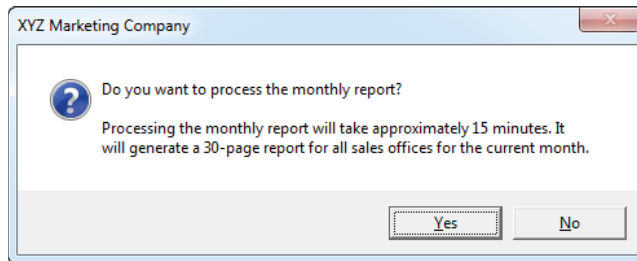 XYZ Marketing Company
Do you want to process the monthly report?
Processing the monthly report will take approximately 15 minutes. It
will generate a 30-page report for all sales offices for the current month.
Yes
No